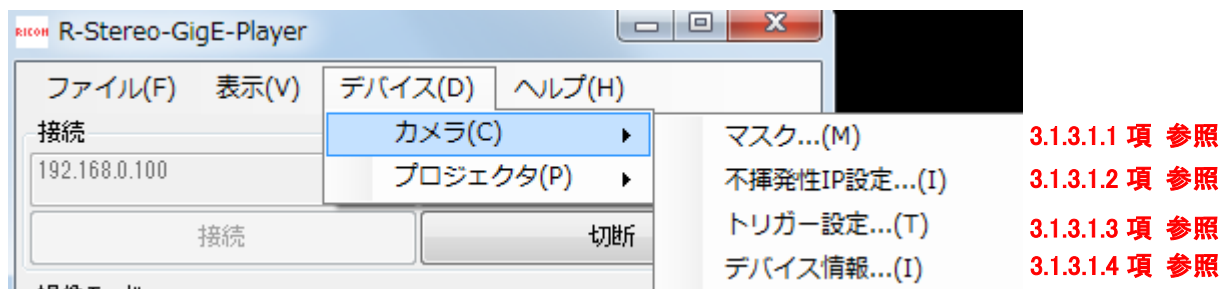 RICOH R-Stereo-GigE-Player
ファイル(F) 表示(V) デバイス(D) ヘルプ(H)
接続
カメラ(C)
192.168.0.100
プロジェクタ(P)
接続 切断
マスク...(M) 3.1.3.1.1 項 参照
不揮発性IP設定...(I) 3.1.3.1.2 項 参照
トリガー設定...(T) 3.1.3.1.3 項 参照
デバイス情報...(I) 3.1.3.1.4 項 参照